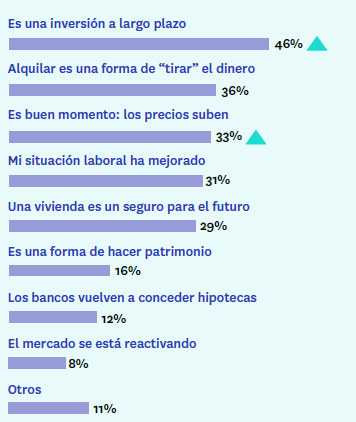 Es una inversión a largo plazo
46%
Alquilar es una forma de “tirar” el dinero
36%
Es buen momento: los precios suben
33%
Mi situación laboral ha mejorado
31%
Una vivienda es un seguro para el futuro
29%
Es una forma de hacer patrimonio
16%
Los bancos vuelven a conceder hipotecas
12%
El mercado se está reactivando
8%
Otros
11%